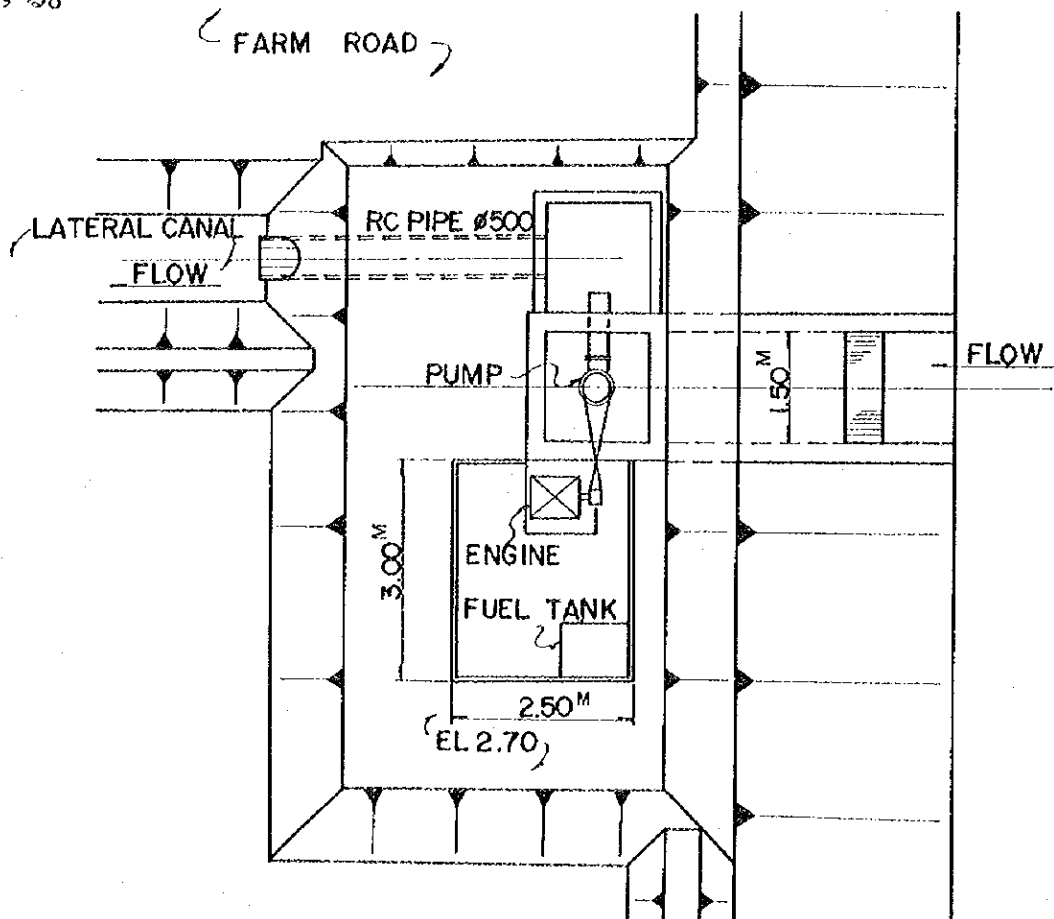 FARM ROAD
RC PIPE ø500
LATERAL CANAL
FLOW
PUMP
1.50M
FLOW
3.00M
ENGINE
FUEL TANK
2.50M
EL 2.70